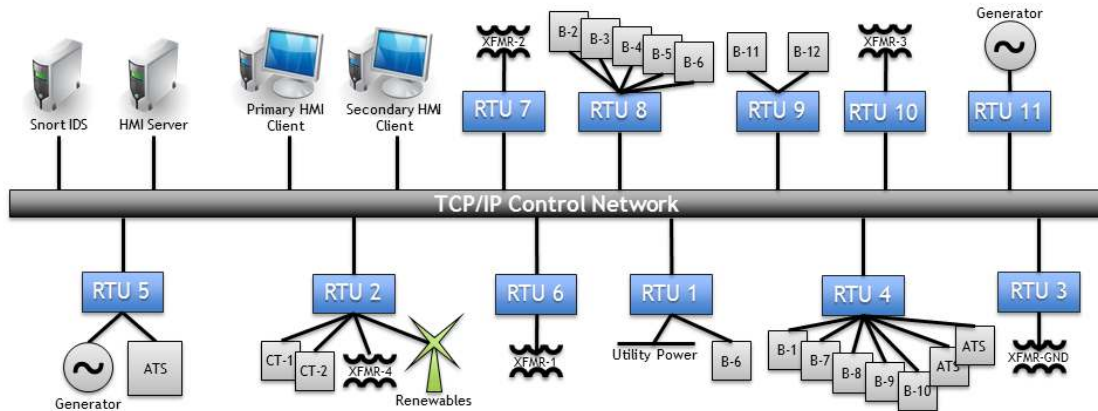 XFMR-2
B-2
B-3
B-4
B-5
B-6
B-11
B-12
XFMR-3
Generator
Snort IDS
HMI Server
Primary HMI
Client
Secondary HMI
Client
RTU 7
RTU 8
RTU 9
RTU 10
RTU 11
TCP/IP Control Network
RTU 5
RTU 2
RTU 6
RTU 1
RTU 4
RTU 3
Generator
ATS
CT-1
CT-2
XFMR-4
Renewables
XFMR-1
Utility Power
B-6
B-1
B-7
B-8
B-9
B-10
ATS
ATS
XFMR-GND